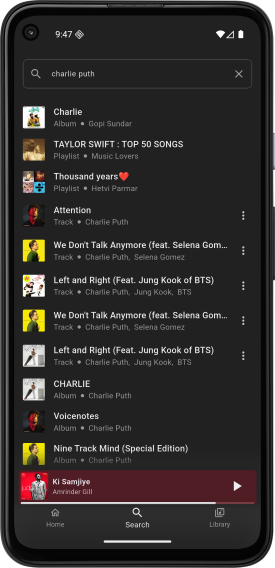 9:47
charlie puth
Charlie
Album • Gopi Sundar
TAYLOR SWIFT : TOP 50 SONGS
Playlist • Music Lovers
Thousand years❤️
Playlist • Hetvi Parmar
Attention
Track • Charlie Puth
We Don't Talk Anymore (feat. Selena Gom...
Track • Charlie Puth, Selena Gomez
Left and Right (Feat. Jung Kook of BTS)
Track • Charlie Puth, Jung Kook, BTS
We Don't Talk Anymore (feat. Selena Gom...
Track • Charlie Puth, Selena Gomez
Left and Right (Feat. Jung Kook of BTS)
Track • Charlie Puth, Jung Kook, BTS
CHARLIE
Album • Charlie Puth
Voicenotes
Album • Charlie Puth
Nine Track Mind (Special Edition)
Album • Charlie Puth
Ki Samjiye
Amrinder Gill
Home
Search
Library